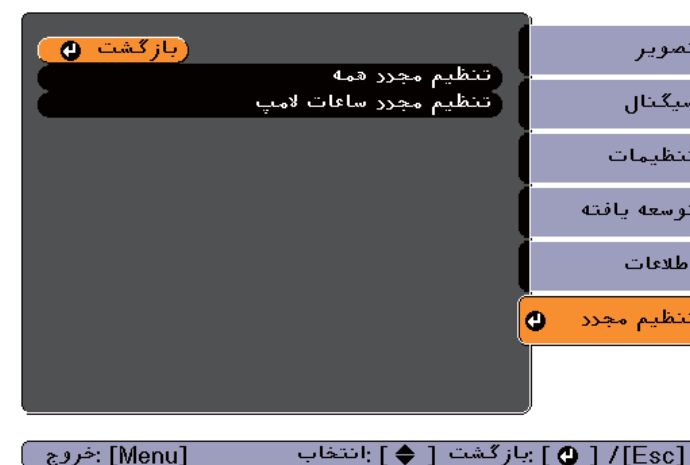 بازگشت
تنظیم مجدد همه
تنظیم مجدد ساعات لامپ
تصویر
سیگنال
تنظیمات
توسعه یافته
اطلاعات
تنظیم مجدد
[Esc]/[ ] :بازگشت [ ] :انتخاب [Menu] :خروج